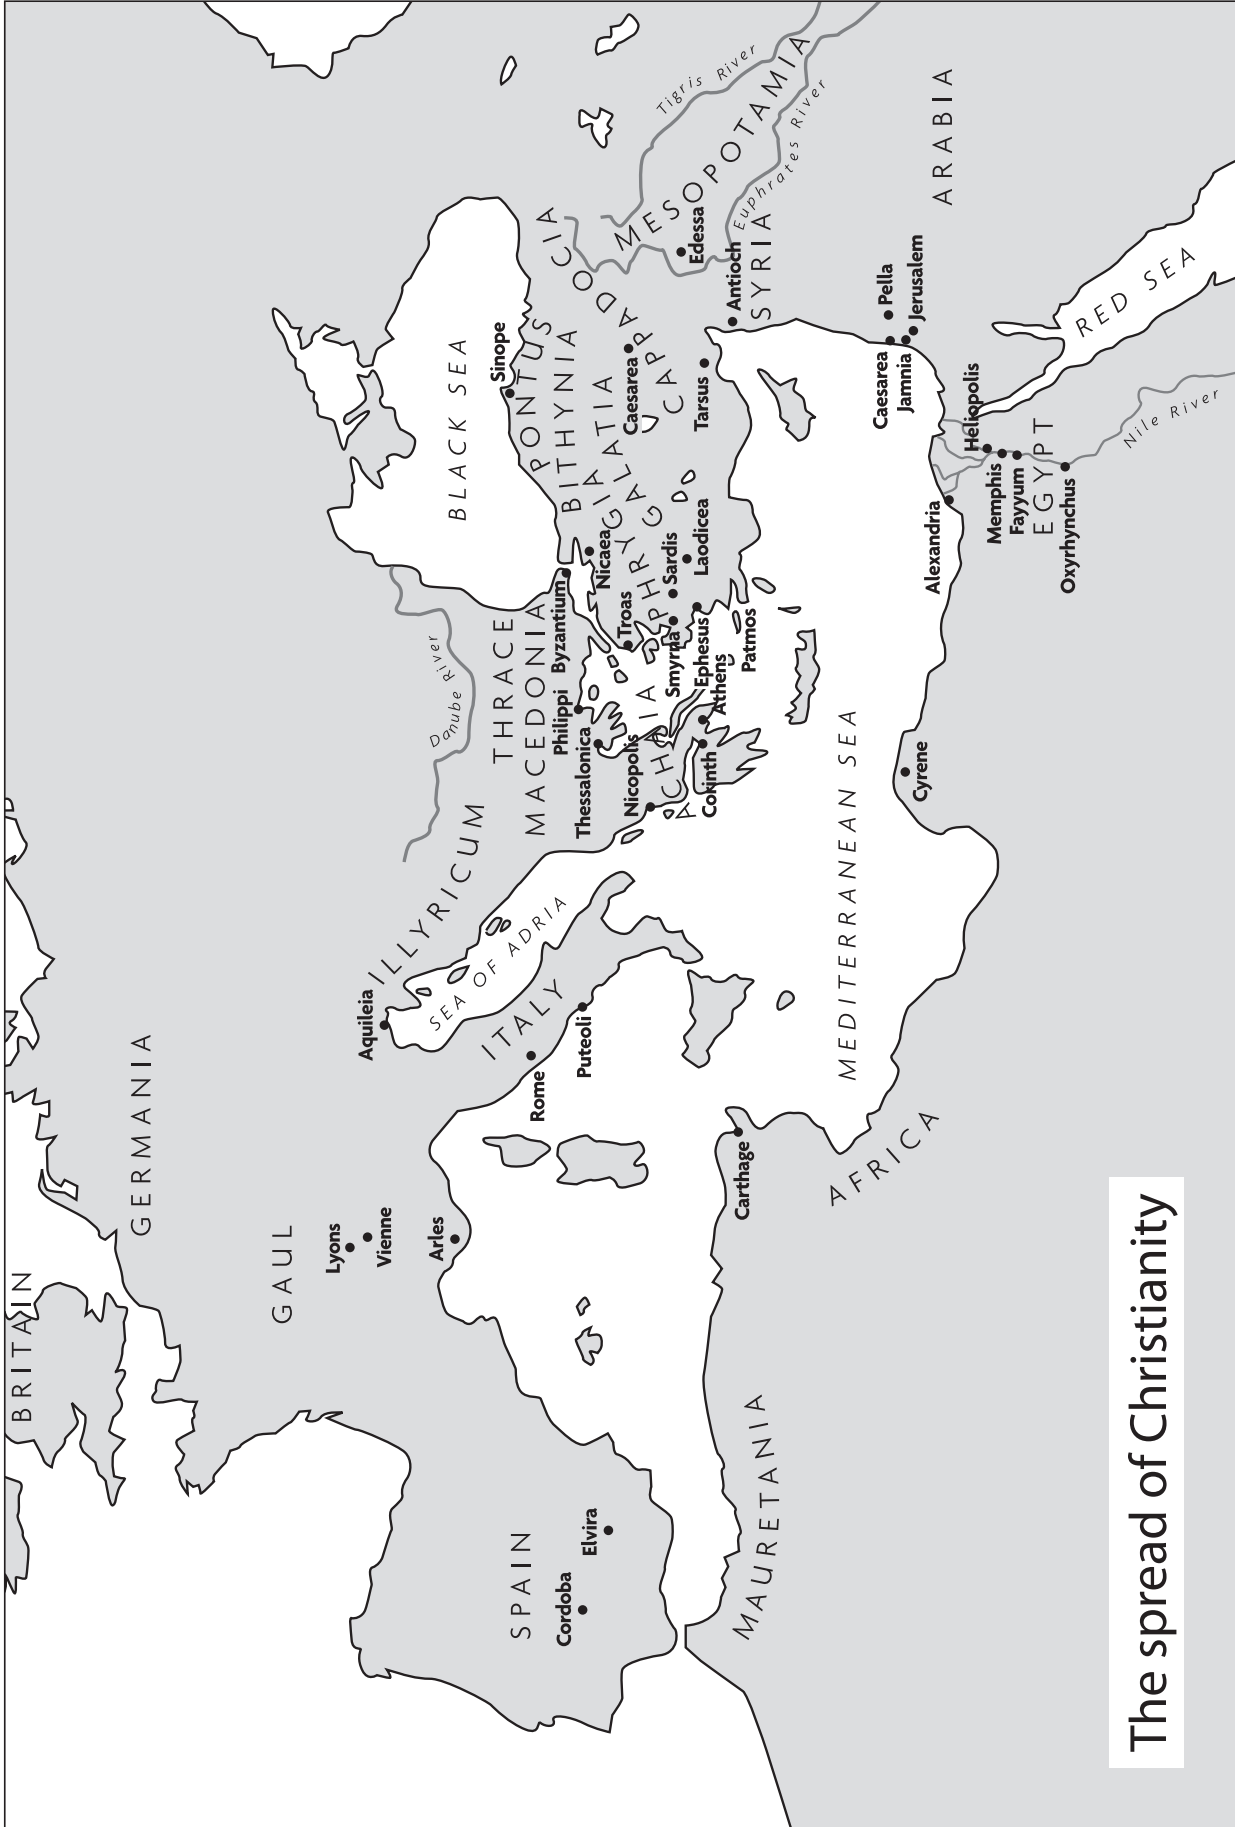 BRITAIN
GERMANIA
GAUL
Lyons
Vienne
Arles
SPAIN
Cordoba
Elvira
MAURETANIA
Aquileia
ILLYRICUM
SEA OF ADRIA
ITALY
Rome
Puteoli
Carthage
AFRICA
Danube River
THRACE
MACEDONIA
Philippi
Byzantium
Thessalonica
Nicopolis
ACHAIA
Corinth
Athens
BLACK SEA
Sinope
PONTUS
BITHYNIA
Nicaea
GALATIA
PHRYGIA
Troas
Smyrna
Sardis
Ephesus
Laodicea
Patmos
Caesarea
CAPPADOCIA
Tarsus
Tigris River
MESOPOTAMIA
Euphrates River
Edessa
Antioch
SYRIA
MEDITERRANEAN SEA
Cyrene
Caesarea
Pella
Jamnia
Jerusalem
ARABIA
Alexandria
Heliopolis
Memphis
Fayyum
EGYPT
Oxyrhynchus
Nile River
RED SEA
The spread of Christianity